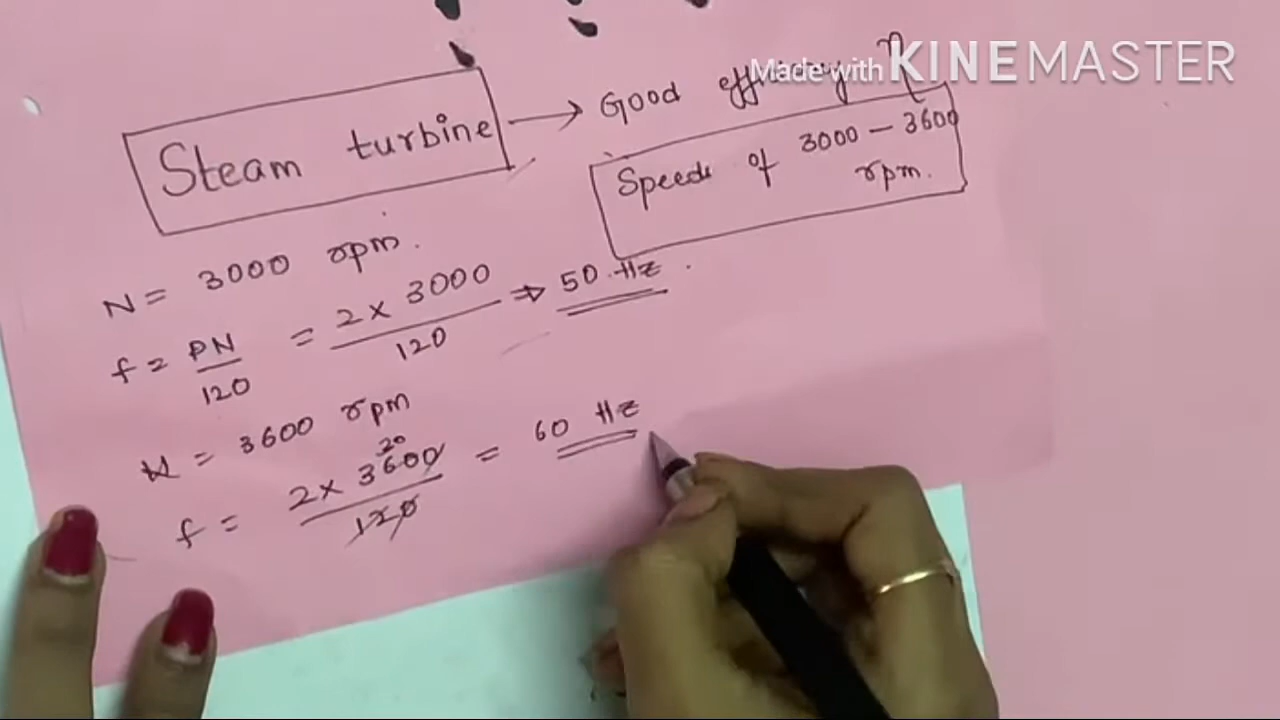 Made with KINEMASTER
Steam turbine → Good efficiency η
Speeds of 3000 – 3600
rpm.
N = 3000 rpm.
f = PN/120 = 2 x 3000/120 ⇒ 50 Hz.
N = 3600 rpm
20
f = 2 x 3600/120 = 60 Hz